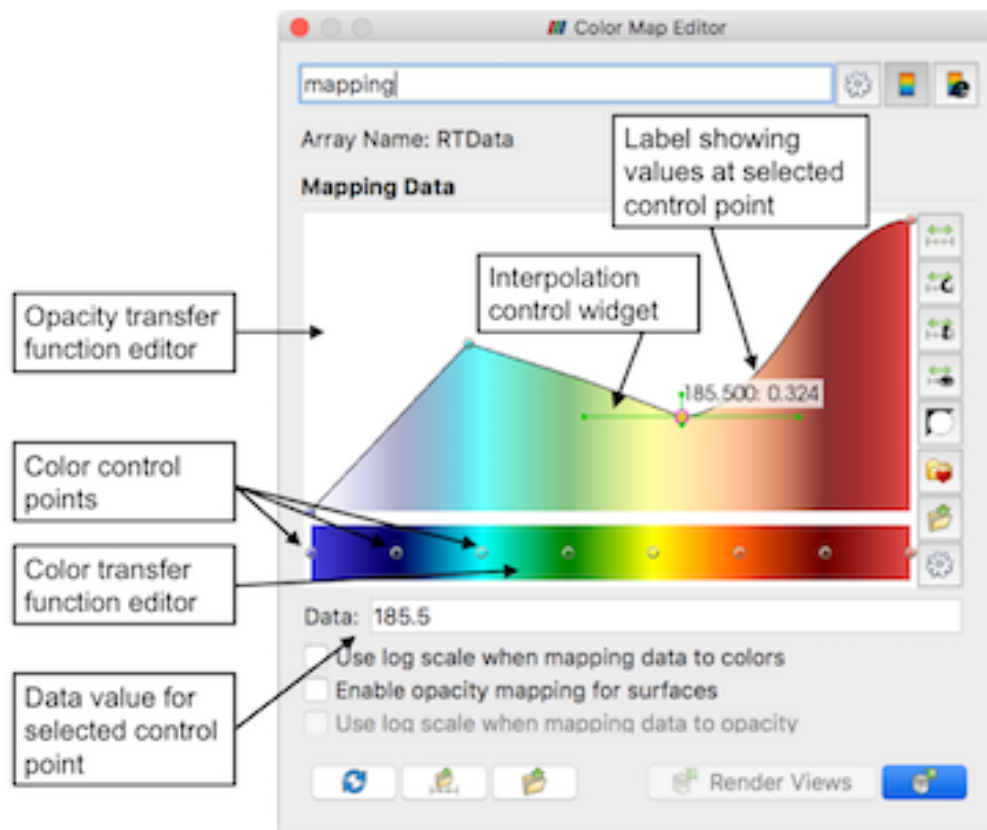 Color Map Editor
mapping
Array Name: RTData
Mapping Data
Label showing
values at selected
control point
Interpolation
control widget
Opacity transfer
function editor
185.500: 0.324
Color control
points
Color transfer
function editor
Data: 185.5
Use log scale when mapping data to colors
Enable opacity mapping for surfaces
Use log scale when mapping data to opacity
Data value for
selected control
point
Render Views